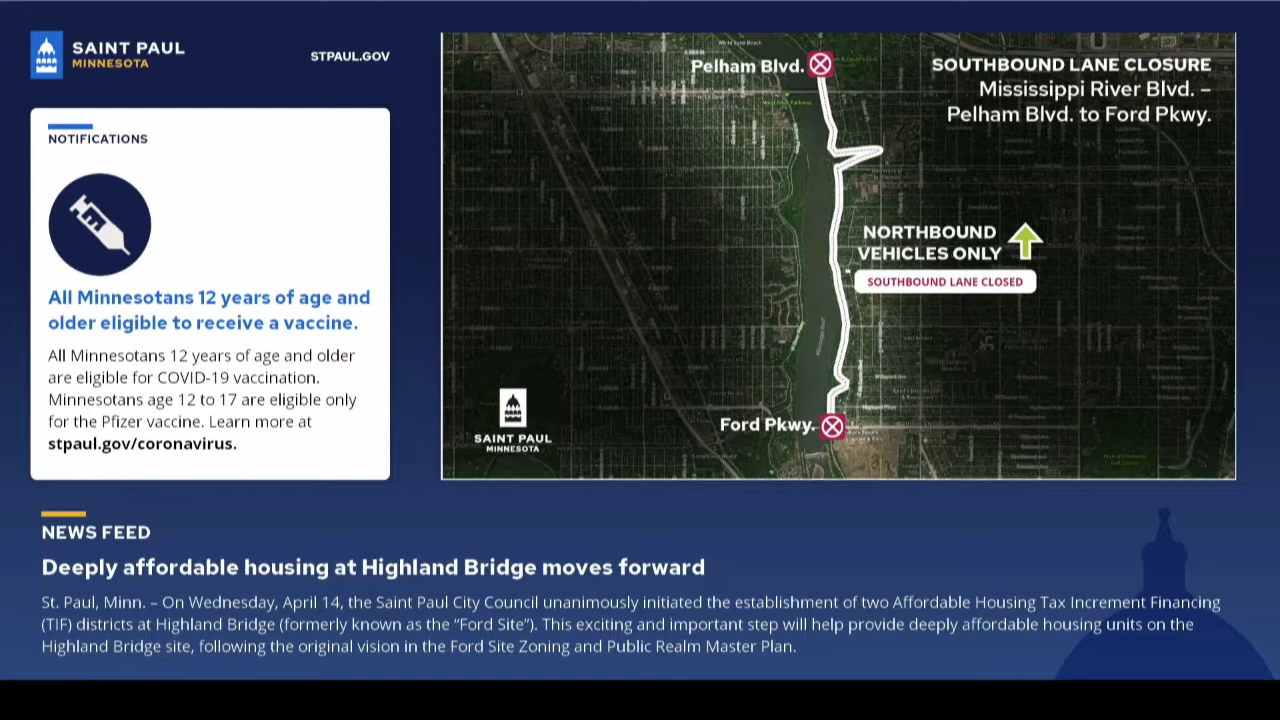 SAINT PAUL
MINNESOTA
STPAUL.GOV
NOTIFICATIONS
All Minnesotans 12 years of age and
older eligible to receive a vaccine.
All Minnesotans 12 years of age and older
are eligible for COVID-19 vaccination.
Minnesotans age 12 to 17 are eligible only
for the Pfizer vaccine. Learn more at
stpaul.gov/coronavirus.
Pelham Blvd.
SOUTHBOUND LANE CLOSURE
Mississippi River Blvd. –
Pelham Blvd. to Ford Pkwy.
NORTHBOUND
VEHICLES ONLY
SOUTHBOUND LANE CLOSED
Ford Pkwy.
SAINT PAUL
MINNESOTA
NEWS FEED
Deeply affordable housing at Highland Bridge moves forward
St. Paul, Minn. – On Wednesday, April 14, the Saint Paul City Council unanimously initiated the establishment of two Affordable Housing Tax Increment Financing
(TIF) districts at Highland Bridge (formerly known as the “Ford Site”). This exciting and important step will help provide deeply affordable housing units on the
Highland Bridge site, following the original vision in the Ford Site Zoning and Public Realm Master Plan.